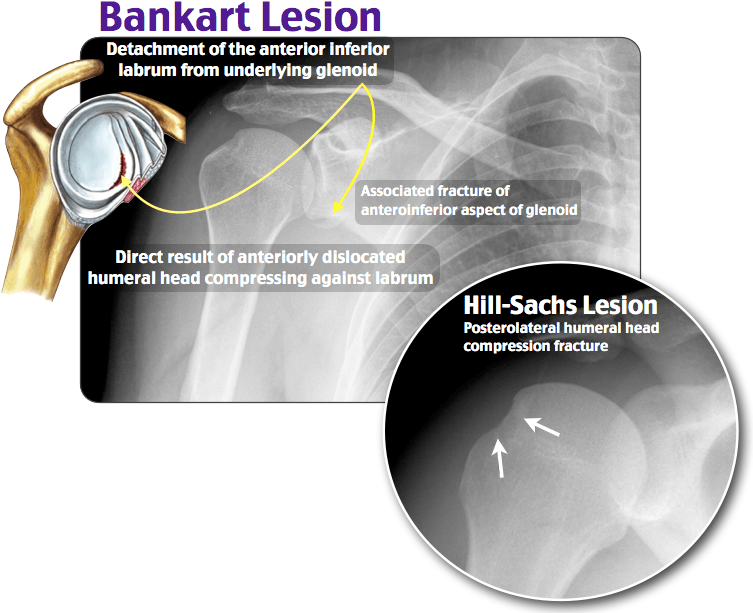 Bankart Lesion
Detachment of the anterior inferior
labrum from underlying glenoid
Associated fracture of
anteroinferior aspect of glenoid
Direct result of anteriorly dislocated
humeral head compressing against labrum
Hill-Sachs Lesion
Posterolateral humeral head
compression fracture